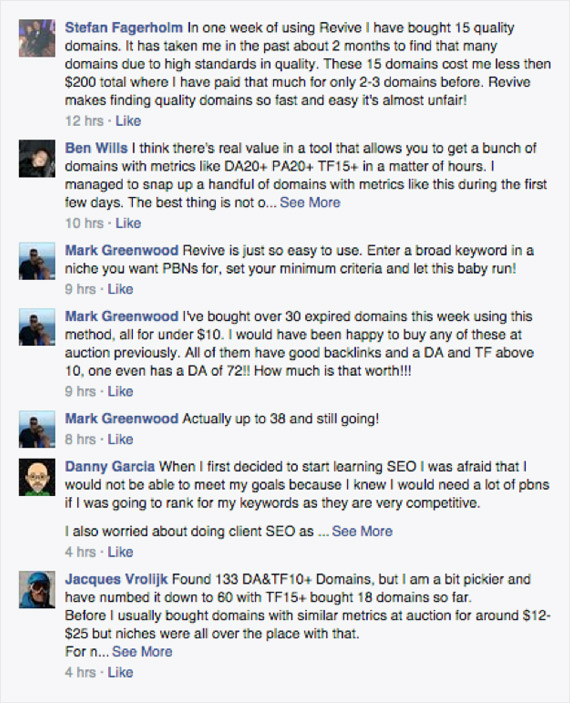 Stefan Fagerholm In one week of using Revive I have bought 15 quality
domains. It has taken me in the past about 2 months to find that many
domains due to high standards in quality. These 15 domains cost me less then
$200 total where I have paid that much for only 2-3 domains before. Revive
makes finding quality domains so fast and easy it's almost unfair!
12 hrs · Like
Ben Wills I think there's real value in a tool that allows you to get a bunch of
domains with metrics like DA20+ PA20+ TF15+ in a matter of hours. I
managed to snap up a handful of domains with metrics like this during the first
few days. The best thing is not o... See More
10 hrs · Like
Mark Greenwood Revive is just so easy to use. Enter a broad keyword in a
niche you want PBNs for, set your minimum criteria and let this baby run!
9 hrs · Like
Mark Greenwood I've bought over 30 expired domains this week using this
method, all for under $10. I would have been happy to buy any of these at
auction previously. All of them have good backlinks and a DA and TF above
10, one even has a DA of 72!! How much is that worth!!!
9 hrs · Like
Mark Greenwood Actually up to 38 and still going!
8 hrs · Like
Danny Garcia When I first decided to start learning SEO I was afraid that I
would not be able to meet my goals because I knew I would need a lot of pbns
if I was going to rank for my keywords as they are very competitive.
I also worried about doing client SEO as ... See More
4 hrs · Like
Jacques Vrolijk Found 133 DA&TF10+ Domains, but I am a bit pickier and
have numbed it down to 60 with TF15+ bought 18 domains so far.
Before I usually bought domains with similar metrics at auction for around $12-
$25 but niches were all over the place with that.
For n... See More
4 hrs · Like